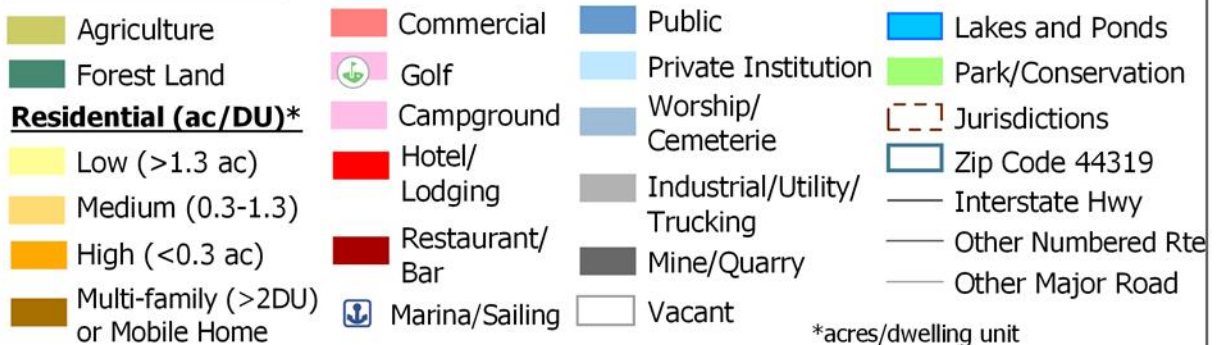 Agriculture
Forest Land
Residential (ac/DU)*
Low (>1.3 ac)
Medium (0.3-1.3)
High (<0.3 ac)
Multi-family (>2DU)
or Mobile Home
Commercial
Golf
Campground
Hotel/
Lodging
Restaurant/
Bar
Marina/Sailing
Public
Private Institution
Worship/
Cemeterie
Industrial/Utility/
Trucking
Mine/Quarry
Vacant
Lakes and Ponds
Park/Conservation
Jurisdictions
Zip Code 44319
Interstate Hwy
Other Numbered Rte
Other Major Road
*acres/dwelling unit